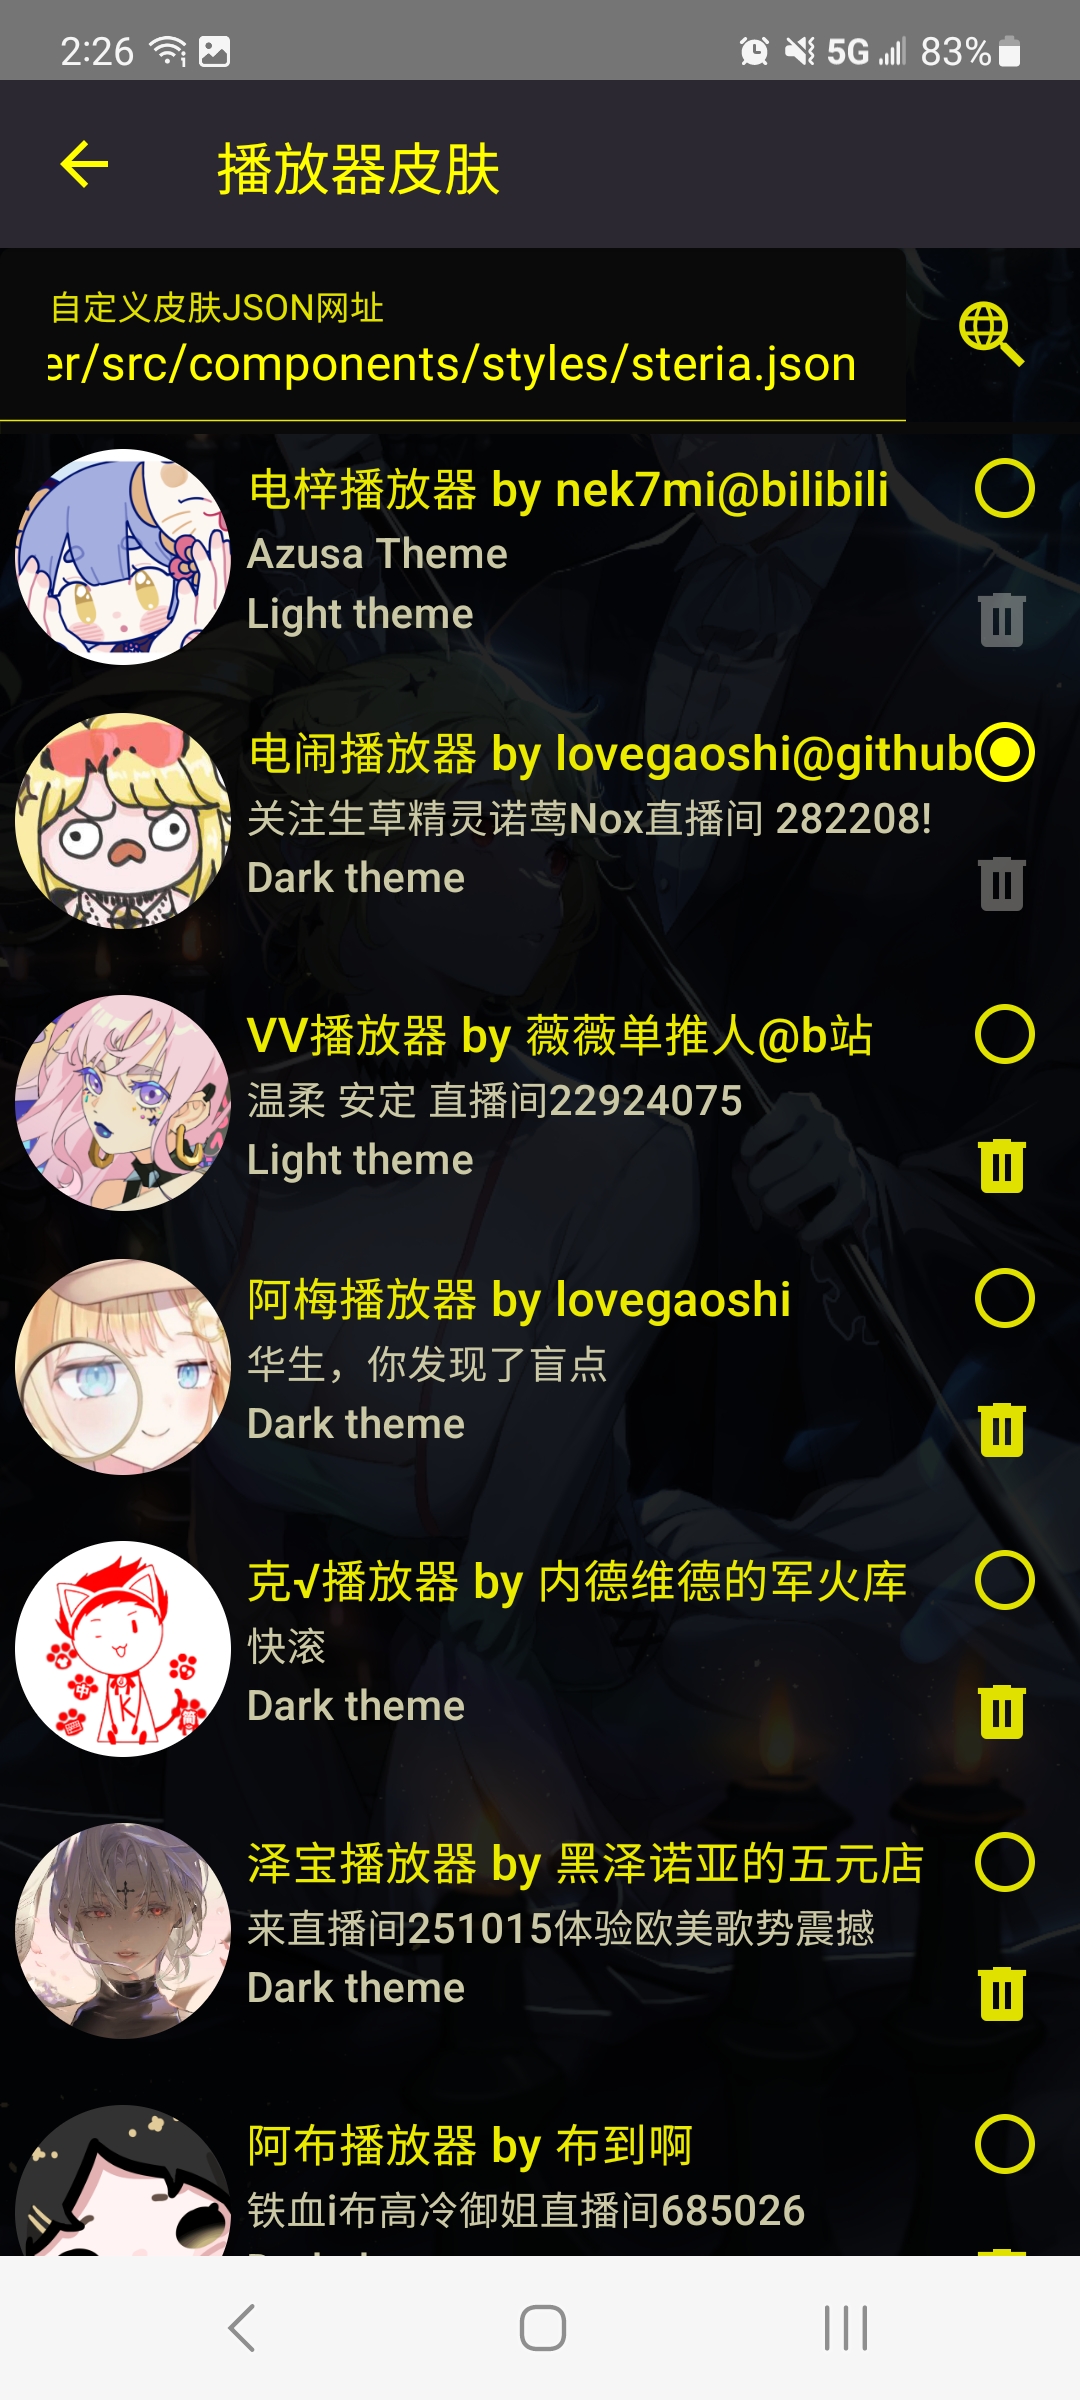 2:26
5G 83%
播放器皮肤
自定义皮肤JSON网址
er/src/components/styles/steria.json
电梓播放器 by nek7mi@bilibili
Azusa Theme
Light theme
电闹播放器 by lovegaoshi@github
关注生草精灵诺莺Nox直播间 282208!
Dark theme
VV播放器 by 薇薇单推人@b站
温柔 安定 直播间22924075
Light theme
阿梅播放器 by lovegaoshi
华生，你发现了盲点
Dark theme
克√播放器 by 内德维德的军火库
快滚
Dark theme
泽宝播放器 by 黑泽诺亚的五元店
来直播间251015体验欧美歌势震撼
Dark theme
阿布播放器 by 布到啊
铁血i布高冷御姐直播间685026